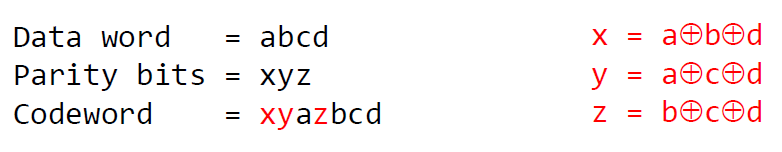 Data word   = abcd
Parity bits = xyz
Codeword    = xyazbcd
x = a⊕b⊕d
y = a⊕c⊕d
z = b⊕c⊕d